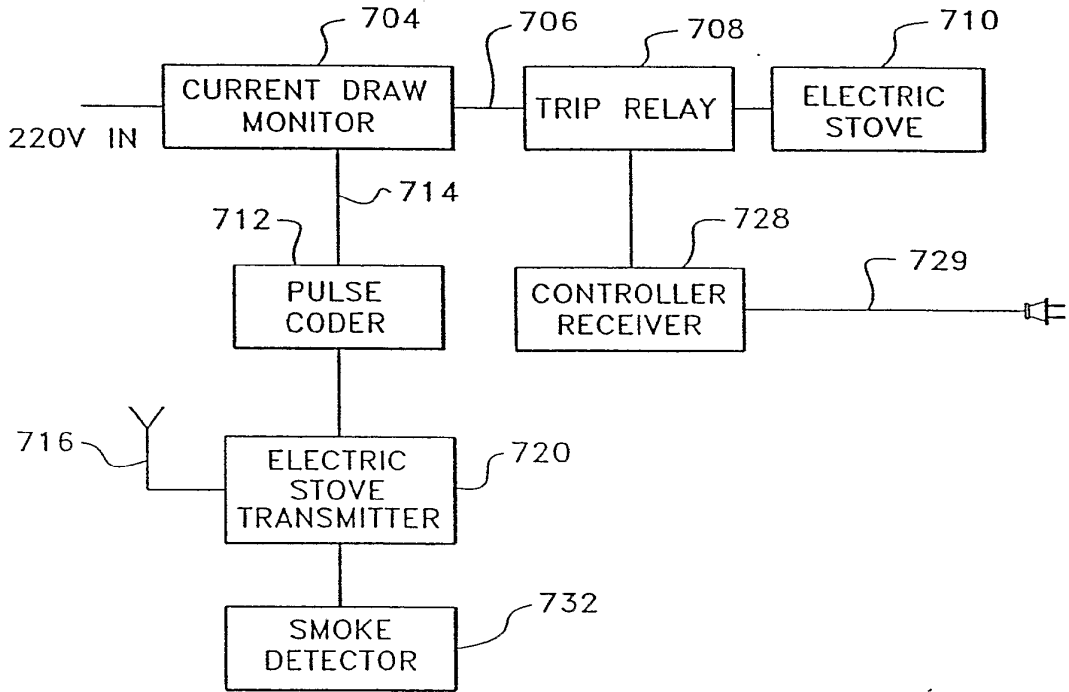 704
706
708
710
CURRENT DRAW
MONITOR
TRIP RELAY
ELECTRIC
STOVE
220V IN
714
712
728
729
PULSE
CODER
CONTROLLER
RECEIVER
716
ELECTRIC
STOVE
TRANSMITTER
720
SMOKE
DETECTOR
732